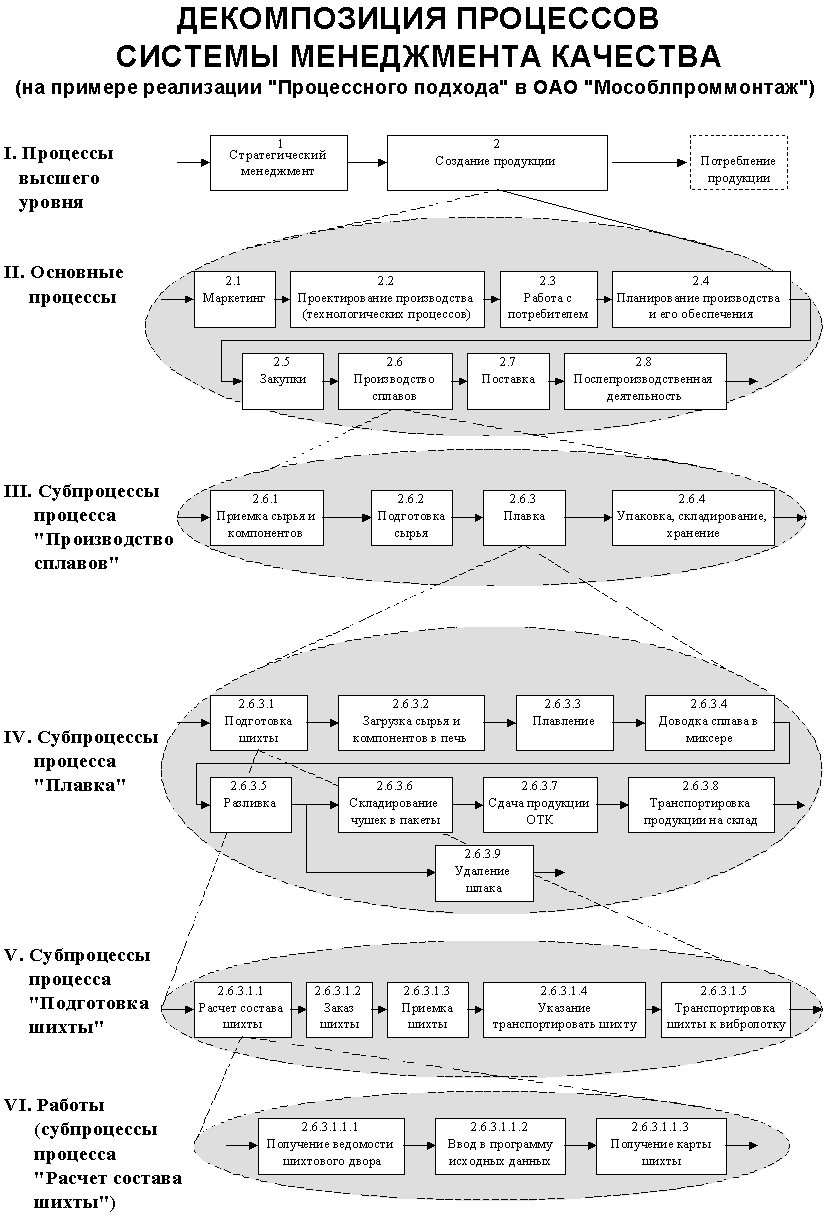 ДЕКОМПОЗИЦИЯ ПРОЦЕССОВ
СИСТЕМЫ МЕНЕДЖМЕНТА КАЧЕСТВА
(на примере реализации "Процессного подхода" в ОАО "Мособлпроммонтаж")
I. Процессы
высшего
уровня
1
Стратегический
менеджмент
2
Создание продукции
Потребление
продукции
II. Основные
процессы
2.1
Маркетинг
2.2
Проектирование производства
(технологических процессов)
2.3
Работа с
потребителем
2.4
Планирование производства
и его обеспечения
2.5
Закупки
2.6
Производство
сплавов
2.7
Поставка
2.8
Послепроизводственная
деятельность
III. Субпроцессы
процесса
"Производство
сплавов"
2.6.1
Приемка сырья и
компонентов
2.6.2
Подготовка
сырья
2.6.3
Плавка
2.6.4
Упаковка, складирование,
хранение
IV. Субпроцессы
процесса
"Плавка"
2.6.3.1
Подготовка
шихты
2.6.3.2
Загрузка сырья и
компонентов в печь
2.6.3.3
Плавление
2.6.3.4
Доводка сплава в
миксере
2.6.3.5
Разливка
2.6.3.6
Складирование
чушек в пакеты
2.6.3.7
Сдача продукции
ОТК
2.6.3.8
Транспортировка
продукции на склад
2.6.3.9
Удаление
шлака
V. Субпроцессы
процесса
"Подготовка
шихты"
2.6.3.1.1
Расчет состава
шихты
2.6.3.1.2
Заказ
шихты
2.6.3.1.3
Приемка
шихты
2.6.3.1.4
Указание
транспортировать шихту
2.6.3.1.5
Транспортировка
шихты к вибролотку
VI. Работы
(субпроцессы
процесса
"Расчет состава
шихты")
2.6.3.1.1.1
Получение ведомости
шихтового двора
2.6.3.1.1.2
Ввод в программу
исходных данных
2.6.3.1.1.3
Получение карты
шихты